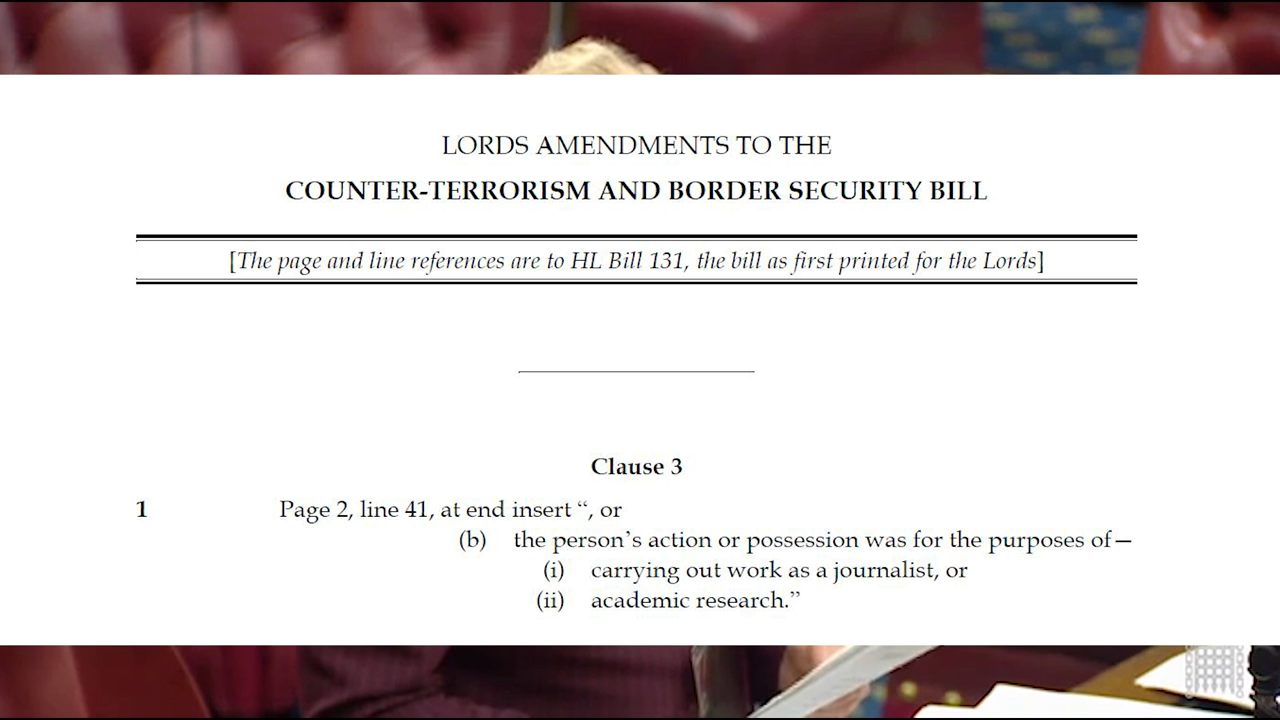 LORDS AMENDMENTS TO THE
COUNTER-TERRORISM AND BORDER SECURITY BILL
[The page and line references are to HL Bill 131, the bill as first printed for the Lords]
Clause 3
1 Page 2, line 41, at end insert “, or
(b) the person’s action or possession was for the purposes of—
(i) carrying out work as a journalist, or
(ii) academic research.”